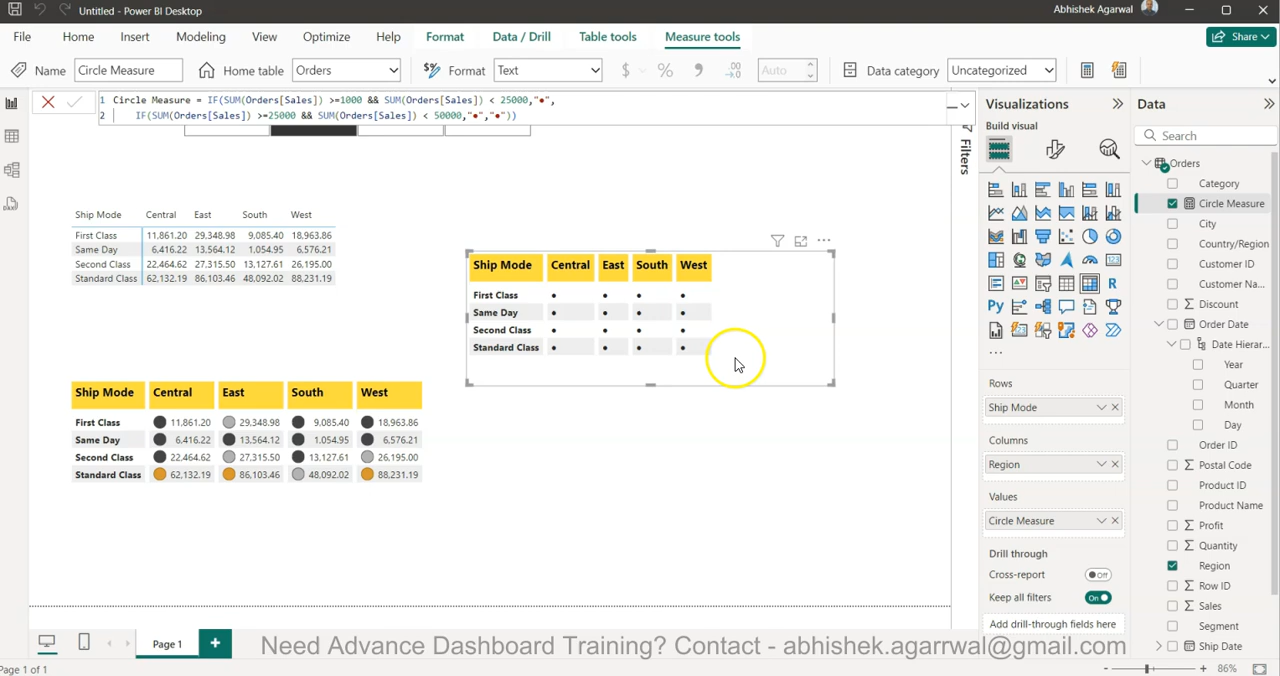 Untitled - Power BI Desktop
Abhishek Agarwal
File Home Insert Modeling View Optimize Help Format Data / Drill Table tools Measure tools
Share
Name Circle Measure Home table Orders Format Text $ % 9 Auto Data category Uncategorized
1 Circle Measure = IF(SUM(Orders[Sales]) >=1000 && SUM(Orders[Sales]) < 25000,"●",
2 IF(SUM(Orders[Sales]) >=25000 && SUM(Orders[Sales]) < 50000,"●","●"))
Ship Mode Central East South West
First Class 11,861.20 29,348.98 9,085.40 18,963.86
Same Day 6,416.22 13,564.12 1,054.95 6,576.21
Second Class 22,464.62 27,315.50 13,127.61 26,195.00
Standard Class 62,132.19 86,103.46 48,092.02 88,231.19
Ship Mode Central East South West
First Class ● ● ● ●
Same Day ● ● ● ●
Second Class ● ● ● ●
Standard Class ● ● ● ●
Ship Mode Central East South West
First Class 11,861.20 29,348.98 9,085.40 18,963.86
Same Day 6,416.22 13,564.12 1,054.95 6,576.21
Second Class 22,464.62 27,315.50 13,127.61 26,195.00
Standard Class 62,132.19 86,103.46 48,092.02 88,231.19
Filters
Visualizations
Build visual
R
Py
...
Rows
Ship Mode
Columns
Region
Values
Circle Measure
Drill through
Cross-report Off
Keep all filters On
Add drill-through fields here
Data
Search
Orders
Category
Circle Measure
City
Country/Region
Customer ID
Customer Na...
Discount
Order Date
Date Hierar...
Year
Quarter
Month
Day
Order ID
Postal Code
Product ID
Product Name
Profit
Quantity
Region
Row ID
Sales
Segment
Ship Date
Page 1
Need Advance Dashboard Training? Contact - abhishek.agarrwal@gmail.com
Page 1 of 1
86%